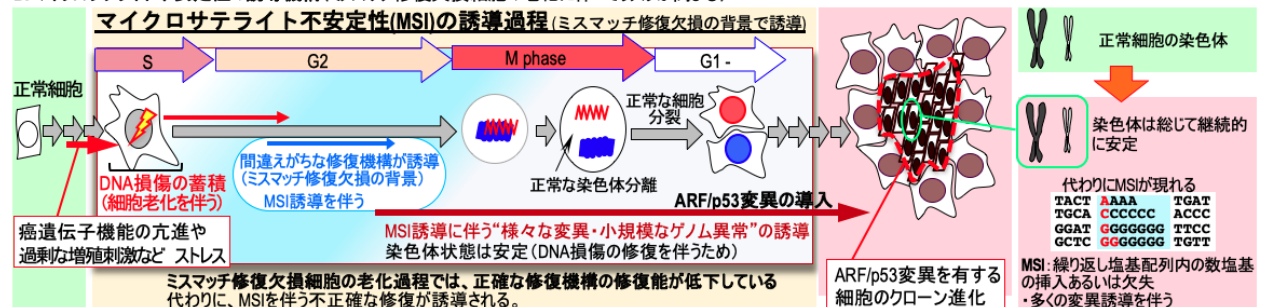 マイクロサテライト不安定性(MSI)の誘導過程 (ミスマッチ修復欠損の背景で誘導)
S
G2
M phase
G1 -
正常細胞
DNA損傷の蓄積
(細胞老化を伴う)
癌遺伝子機能の亢進や
過剰な増殖刺激など ストレス
間違えがちな修復機構が誘導
(ミスマッチ修復欠損の背景)
MSI誘導を伴う
正常な染色体分離
正常な細胞
分裂
ARF/p53変異の導入
MSI誘導に伴う“様々な変異・小規模なゲノム異常”の誘導
染色体状態は安定(DNA損傷の修復を伴うため)
ミスマッチ修復欠損細胞の老化過程では、正確な修復機構の修復能が低下している
代わりに、MSIを伴う不正確な修復が誘導される。
ARF/p53変異を有する
細胞のクローン進化
正常細胞の染色体
染色体は総じて継続的
に安定
代わりにMSIが現れる
TACT AAAA TGAT
TGCA CCCCCC ACCC
GGAT GGGGGGGG TTCC
GCTC GGGGGGGG TGTT
MSI:繰り返し塩基配列内の数塩基
の挿入あるいは欠失
・多くの変異誘導を伴う